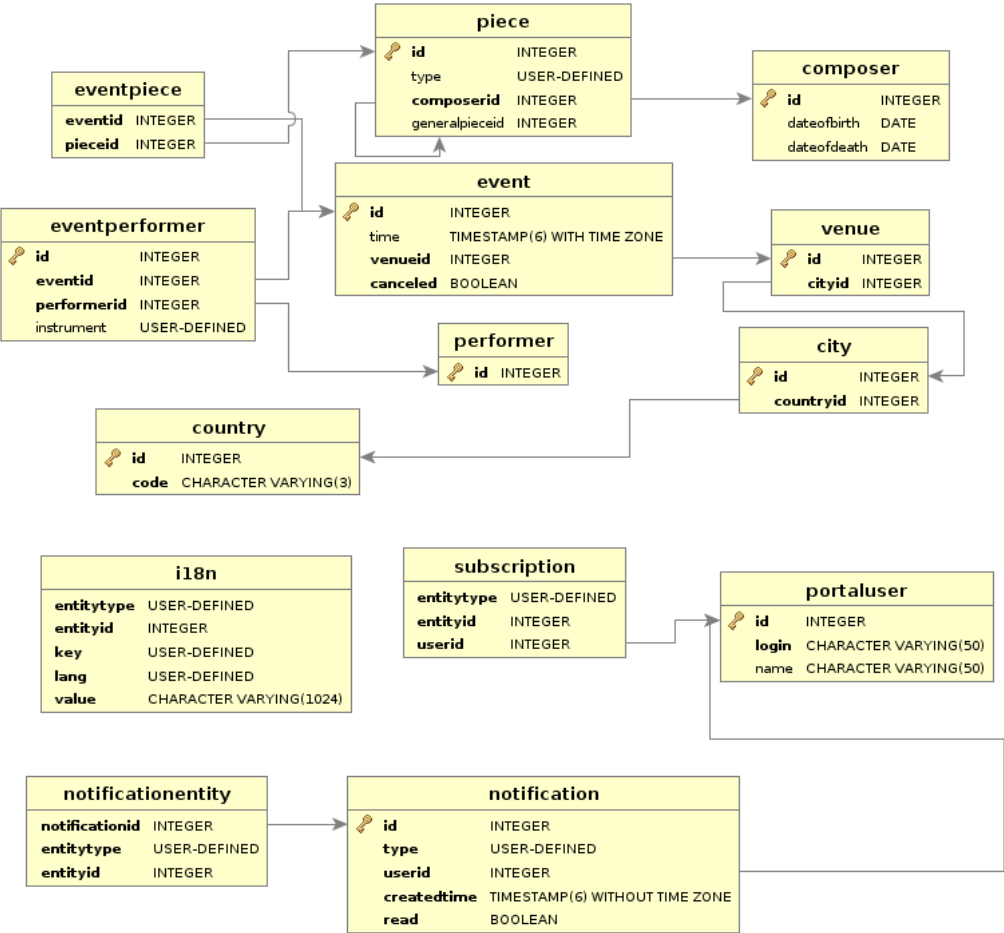 piece
id INTEGER
type USER-DEFINED
composerid INTEGER
generalpieceid INTEGER
composer
id INTEGER
dateofbirth DATE
dateofdeath DATE
eventpiece
eventid INTEGER
pieceid INTEGER
event
id INTEGER
time TIMESTAMP(6) WITH TIME ZONE
venueid INTEGER
canceled BOOLEAN
eventperformer
id INTEGER
eventid INTEGER
performerid INTEGER
instrument USER-DEFINED
venue
id INTEGER
cityid INTEGER
performer
id INTEGER
city
id INTEGER
countryid INTEGER
country
id INTEGER
code CHARACTER VARYING(3)
i18n
entitytype USER-DEFINED
entityid INTEGER
key USER-DEFINED
lang USER-DEFINED
value CHARACTER VARYING(1024)
subscription
entitytype USER-DEFINED
entityid INTEGER
userid INTEGER
portaluser
id INTEGER
login CHARACTER VARYING(50)
name CHARACTER VARYING(50)
notificationentity
notificationid INTEGER
entitytype USER-DEFINED
entityid INTEGER
notification
id INTEGER
type USER-DEFINED
userid INTEGER
createdtime TIMESTAMP(6) WITHOUT TIME ZONE
read BOOLEAN